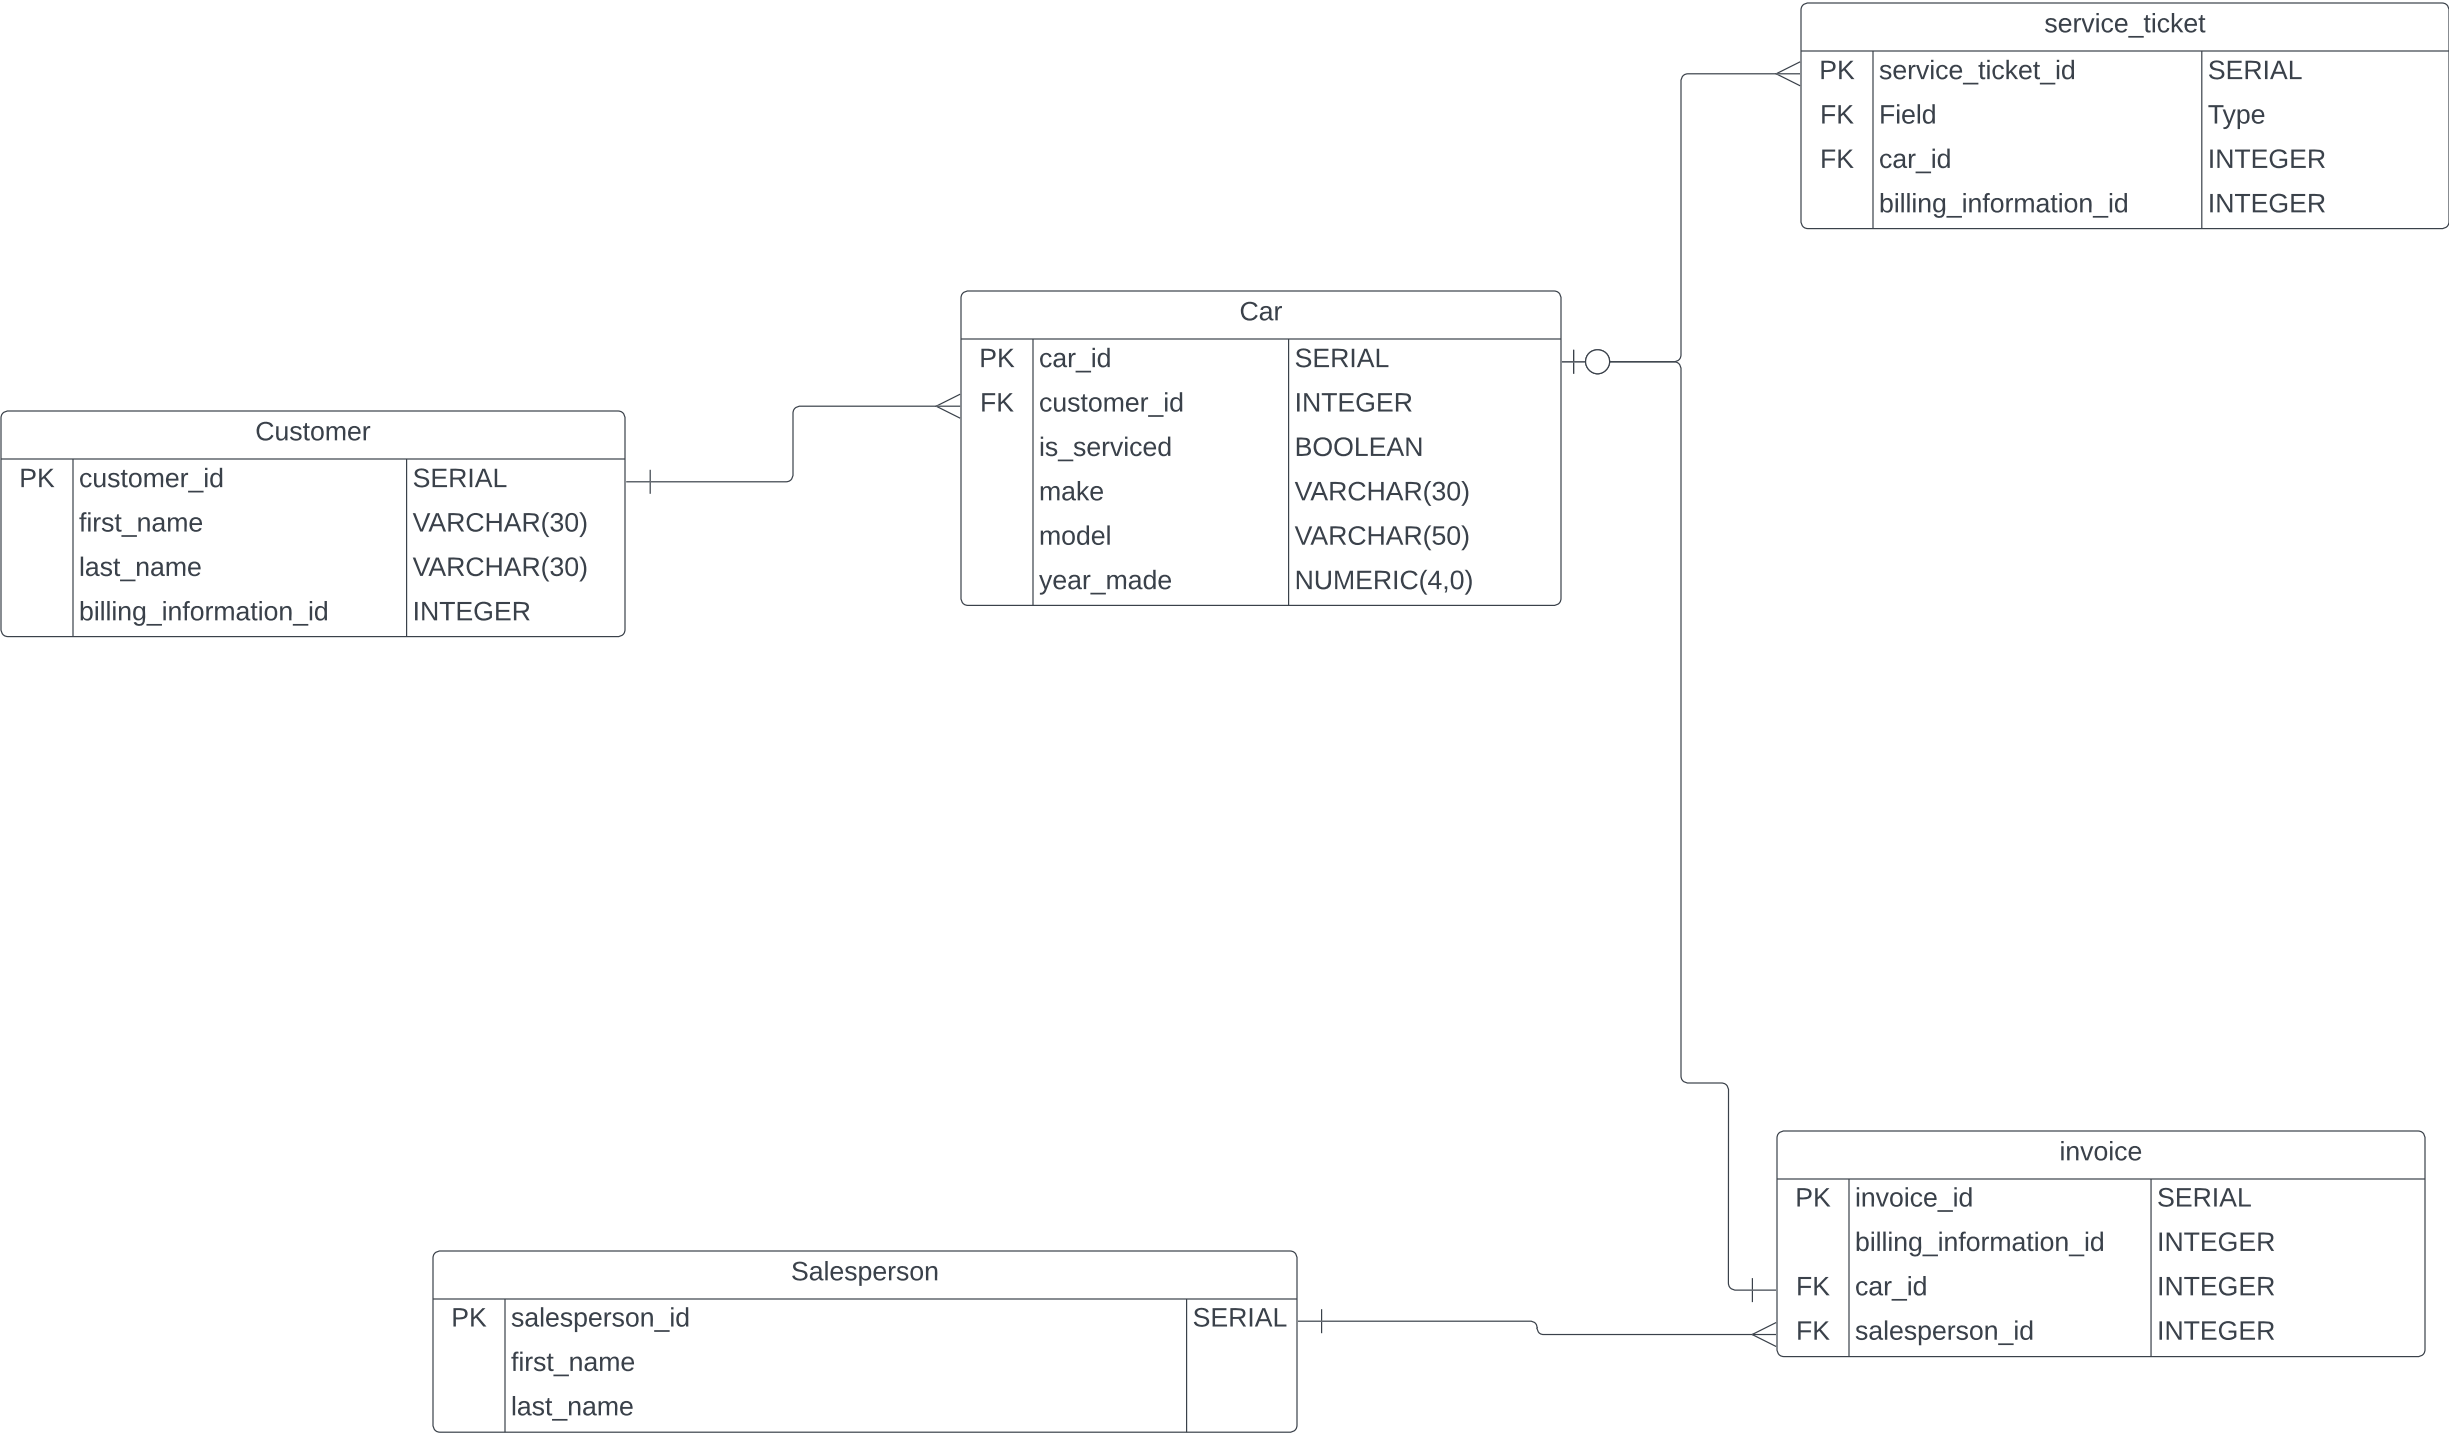 service_ticket
PK service_ticket_id SERIAL
FK Field Type
FK car_id INTEGER
billing_information_id INTEGER
Car
PK car_id SERIAL
FK customer_id INTEGER
is_serviced BOOLEAN
make VARCHAR(30)
model VARCHAR(50)
year_made NUMERIC(4,0)
Customer
PK customer_id SERIAL
first_name VARCHAR(30)
last_name VARCHAR(30)
billing_information_id INTEGER
invoice
PK invoice_id SERIAL
billing_information_id INTEGER
FK car_id INTEGER
FK salesperson_id INTEGER
Salesperson
PK salesperson_id SERIAL
first_name
last_name